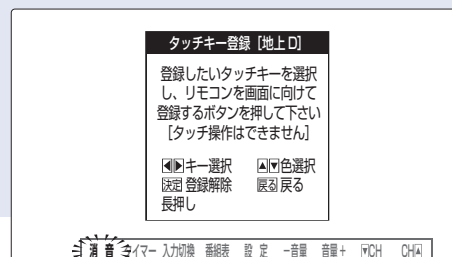 タッチキー登録［地上D］
登録したいタッチキーを選択
し、リモコンを画面に向けて
登録するボタンを押して下さい
［タッチ操作はできません］
◀▶キー選択 ▲▼色選択
決定 登録解除 戻る 戻る
長押し
消音 タイマー 入力切換 番組表 設定 －音量 音量＋ ▼CH CH▲